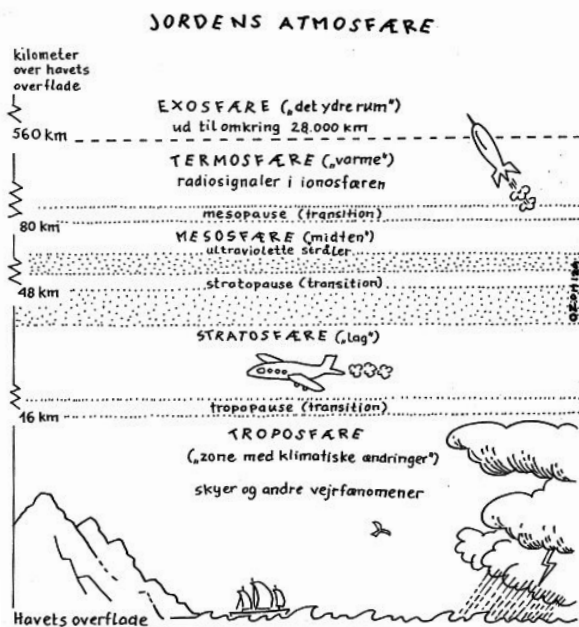 JORDENS ATMOSFÆRE
kilometer
over havets
overflade
EXOSFÆRE („det ydre rum")
ud til omkring 28.000 km
560 km
TERMOSFÆRE („varme")
radiosignaler i ionosfæren
mesopause (transition)
80 km
MESOSFÆRE (midten")
ultraviolette stråler
stratopause (transition)
48 km
STRATOSFÆRE („lag")
tropopause (transition)
16 km
TROPOSFÆRE
(„zone med klimatiske ændringer")
skyer og andre vejrfænomener
Havets overflade